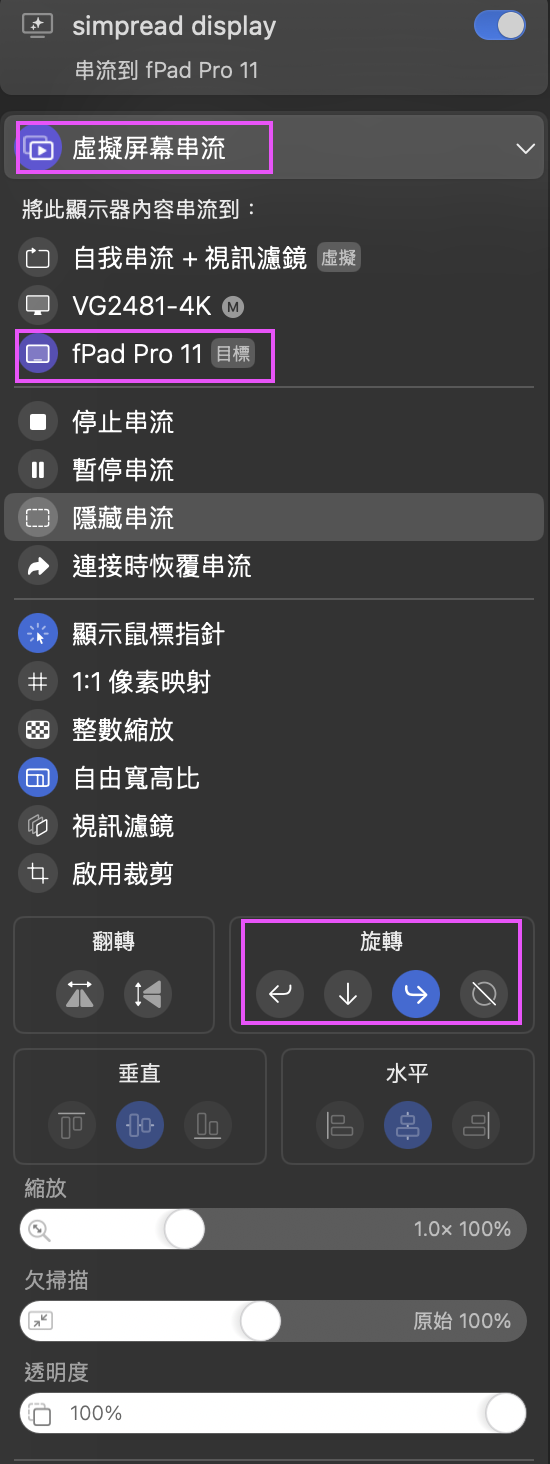 simpread display
串流到 fPad Pro 11
虛擬屏幕串流
將此顯示器內容串流到：
自我串流 + 視訊濾鏡 虛擬
VG2481-4K M
fPad Pro 11 目標
停止串流
暫停串流
隱藏串流
連接時恢覆串流
顯示鼠標指針
1:1 像素映射
整數縮放
自由寬高比
視訊濾鏡
啟用裁剪
翻轉 旋轉
垂直 水平
縮放
1.0× 100%
欠掃描
原始 100%
透明度
100%